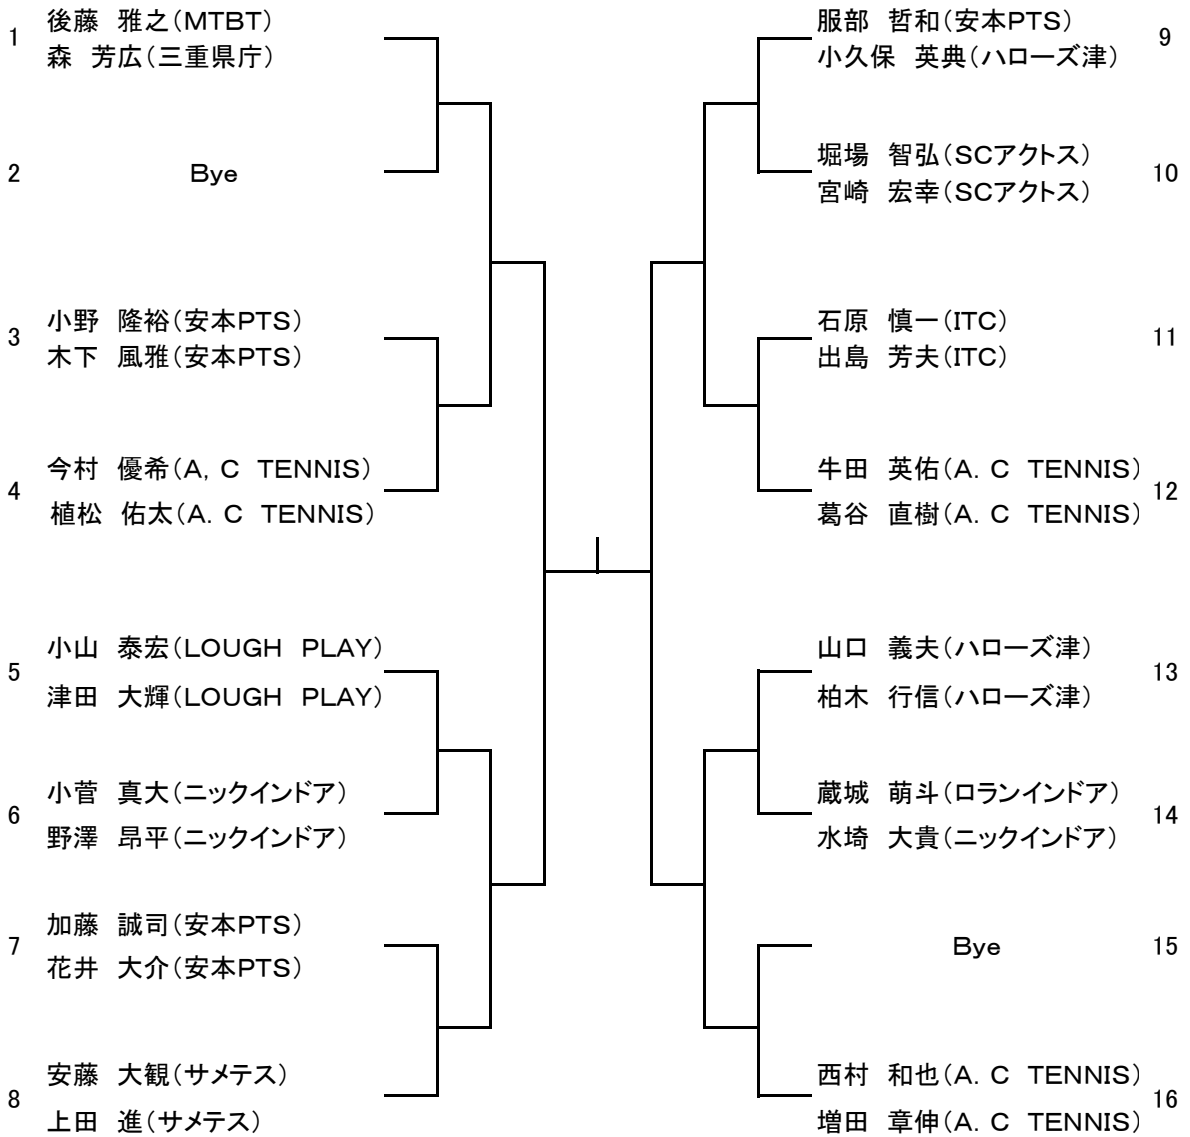 1
後藤　雅之(MTBT)
森　芳広(三重県庁)
2
Bye
3
小野　隆裕(安本PTS)
木下　風雅(安本PTS)
4
今村　優希(A，C　TENNIS)
植松　佑太(A．C　TENNIS)
5
小山　泰宏(LOUGH　PLAY)
津田　大輝(LOUGH　PLAY)
6
小菅　真大(ニックインドア)
野澤　昂平(ニックインドア)
7
加藤　誠司(安本PTS)
花井　大介(安本PTS)
8
安藤　大観(サメテス)
上田　進(サメテス)
服部　哲和(安本PTS)
小久保　英典(ハローズ津)
9
堀場　智弘(SCアクトス)
宮崎　宏幸(SCアクトス)
10
石原　慎一(ITC)
出島　芳夫(ITC)
11
牛田　英佑(A．C　TENNIS)
葛谷　直樹(A．C　TENNIS)
12
山口　義夫(ハローズ津)
柏木　行信(ハローズ津)
13
蔵城　萌斗(ロランインドア)
水埼　大貴(ニックインドア)
14
Bye
15
西村　和也(A．C　TENNIS)
増田　章伸(A．C　TENNIS)
16